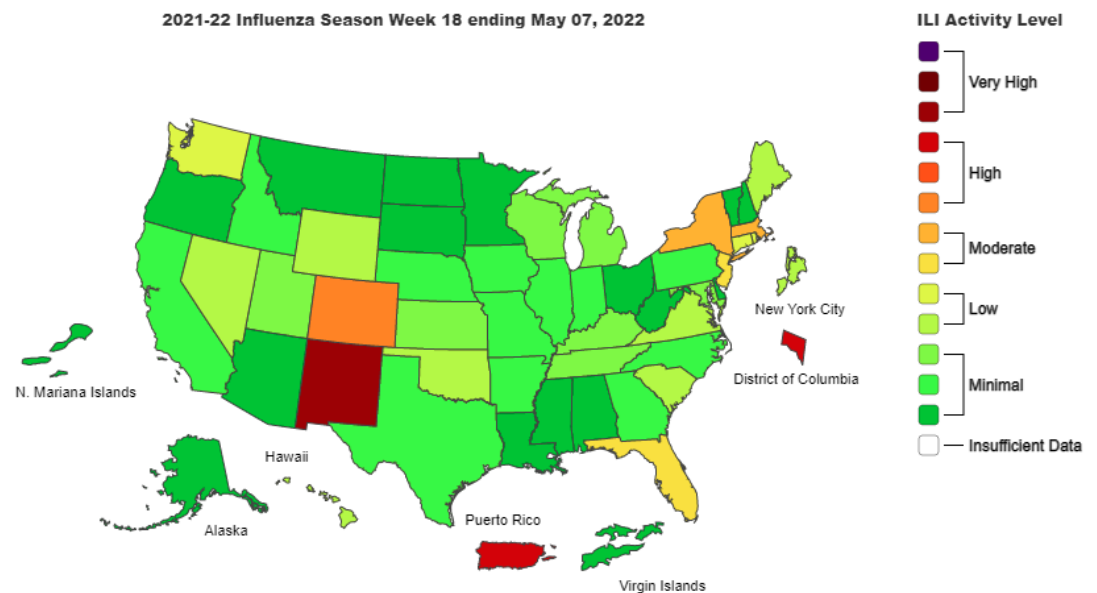 2021-22 Influenza Season Week 18 ending May 07, 2022
ILI Activity Level
Very High
High
Moderate
Low
Minimal
Insufficient Data
New York City
District of Columbia
N. Mariana Islands
Hawaii
Alaska
Puerto Rico
Virgin Islands